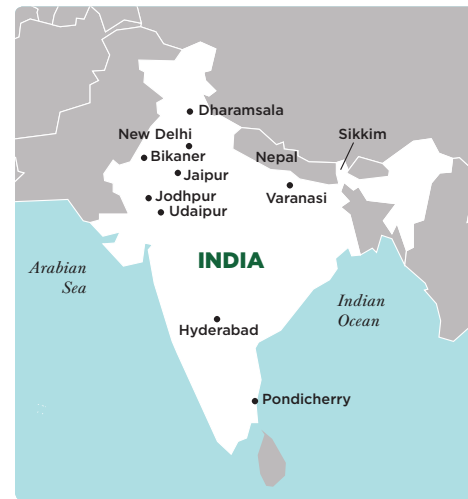 Dharamsala
New Delhi
Sikkim
Bikaner
Nepal
Jaipur
Varanasi
Jodhpur
Udaipur
INDIA
Arabian
Sea
Indian
Ocean
Hyderabad
Pondicherry